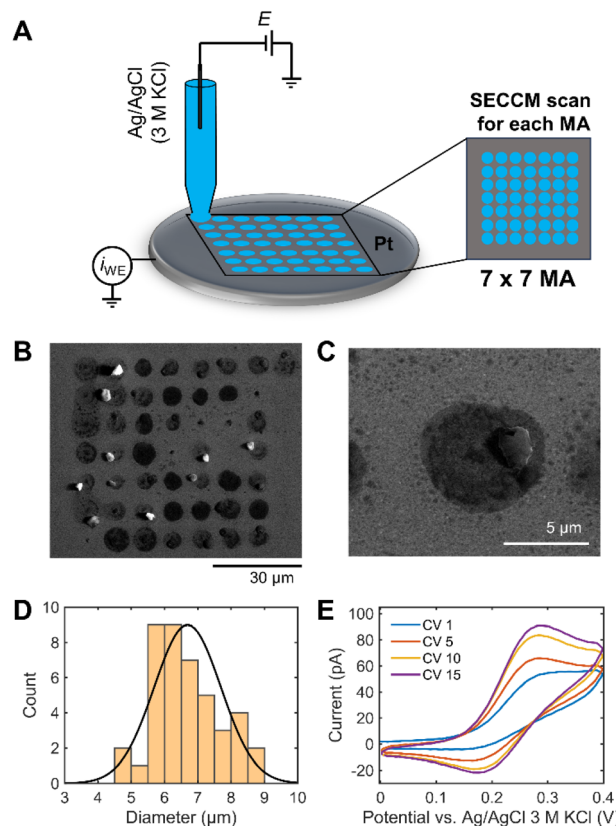 A
E
Ag/AgCl
(3 M KCl)
SECCM scan
for each MA
Pt
iWE
7 x 7 MA
B
C
30 µm
5 µm
D
E
10
8
6
4
2
0
Count
3 4 5 6 7 8 9 10
Diameter (µm)
100
80
60
40
20
0
-20
Current (pA)
CV 1
CV 5
CV 10
CV 15
0 0.1 0.2 0.3 0.4
Potential vs. Ag/AgCl 3 M KCl (V)